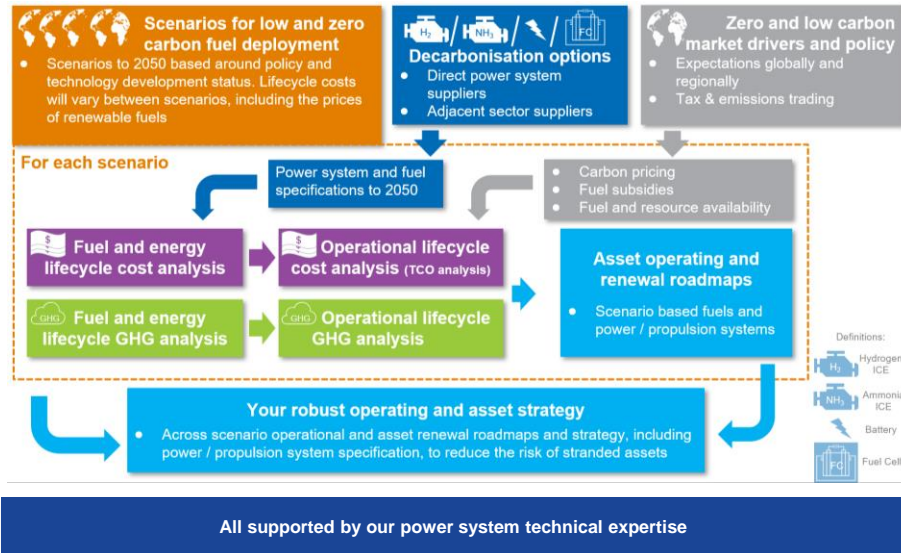 Scenarios for low and zero
carbon fuel deployment
● Scenarios to 2050 based around policy and
technology development status. Lifecycle costs
will vary between scenarios, including the prices
of renewable fuels
H₂ / NH₃ / / FC
Decarbonisation options
● Direct power system
suppliers
● Adjacent sector suppliers
Zero and low carbon
market drivers and policy
● Expectations globally and
regionally
● Tax & emissions trading
For each scenario
Power system and fuel
specifications to 2050
● Carbon pricing
● Fuel subsidies
● Fuel and resource availability
$
Fuel and energy
lifecycle cost analysis
$
Operational lifecycle
cost analysis (TCO analysis)
GHG
Fuel and energy
lifecycle GHG analysis
GHG
Operational lifecycle
GHG analysis
Asset operating and
renewal roadmaps
● Scenario based fuels and
power / propulsion systems
Definitions:
H₂
Hydrogen
ICE
NH₃
Ammonia
ICE
Battery
FC
Fuel Cell
Your robust operating and asset strategy
● Across scenario operational and asset renewal roadmaps and strategy, including
power / propulsion system specification, to reduce the risk of stranded assets
All supported by our power system technical expertise